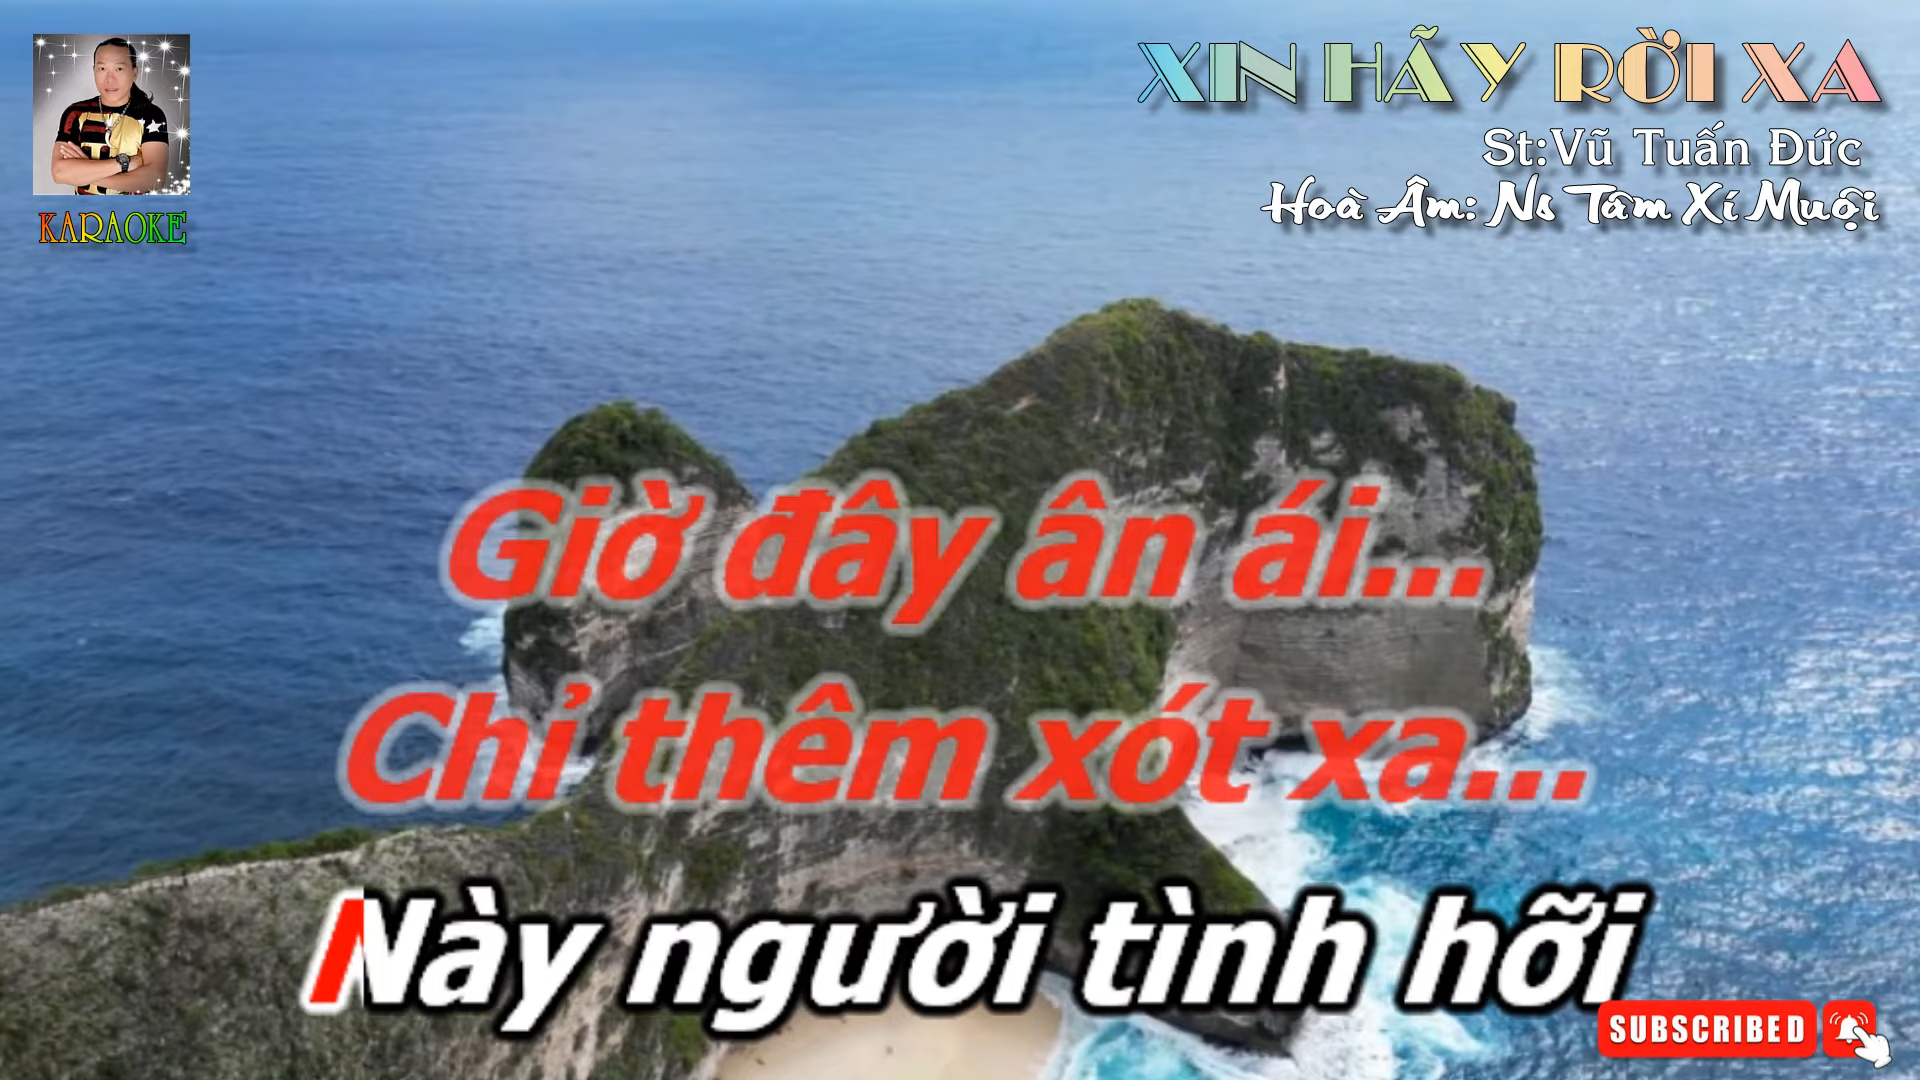 KARAOKE
XIN HÃY RỜI XA
St:Vũ Tuấn Đức
Hoà Âm: Ns Tâm Xí Muội
Giờ đây ân ái...
Chỉ thêm xót xa...
Này người tình hỡi
SUBSCRIBED